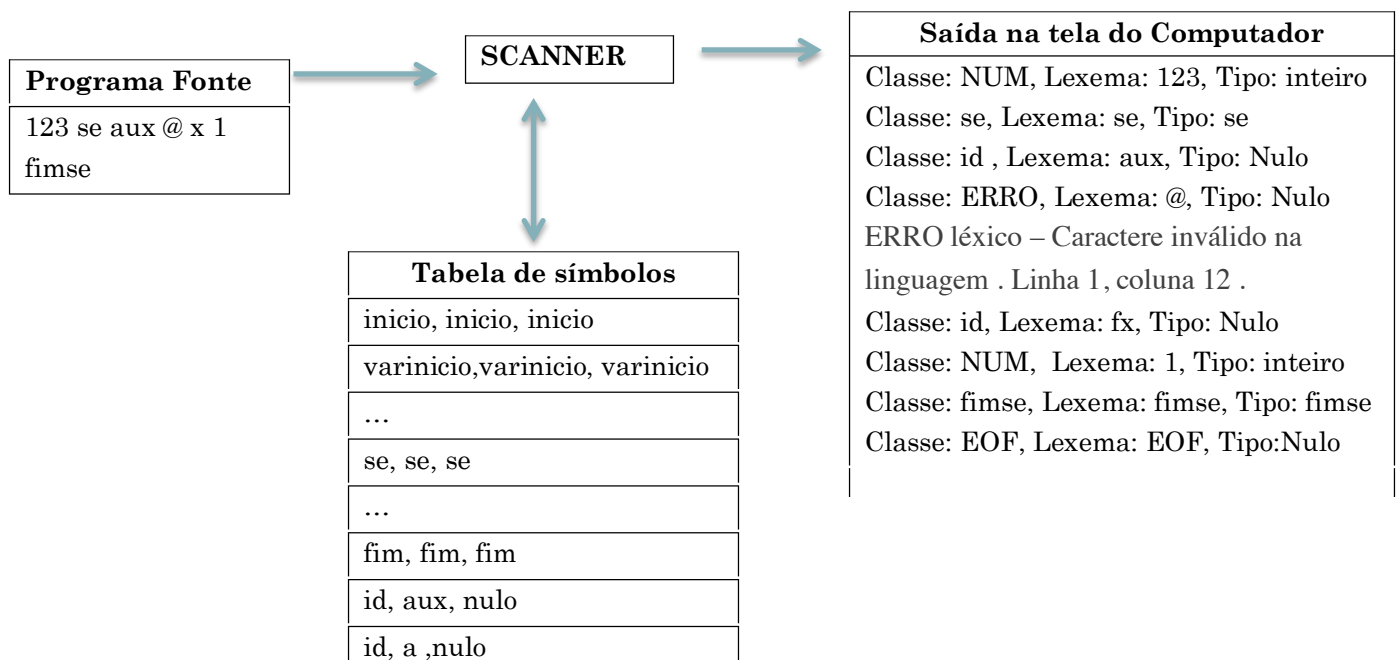 Programa Fonte
123 se aux @ x 1
fimse
SCANNER
Tabela de símbolos
inicio, inicio, inicio
varinicio,varinicio, varinicio
...
se, se, se
...
fim, fim, fim
id, aux, nulo
id, a ,nulo
Saída na tela do Computador
Classe: NUM, Lexema: 123, Tipo: inteiro
Classe: se, Lexema: se, Tipo: se
Classe: id , Lexema: aux, Tipo: Nulo
Classe: ERRO, Lexema: @, Tipo: Nulo
ERRO léxico – Caractere inválido na
linguagem . Linha 1, coluna 12 .
Classe: id, Lexema: fx, Tipo: Nulo
Classe: NUM, Lexema: 1, Tipo: inteiro
Classe: fimse, Lexema: fimse, Tipo: fimse
Classe: EOF, Lexema: EOF, Tipo:Nulo